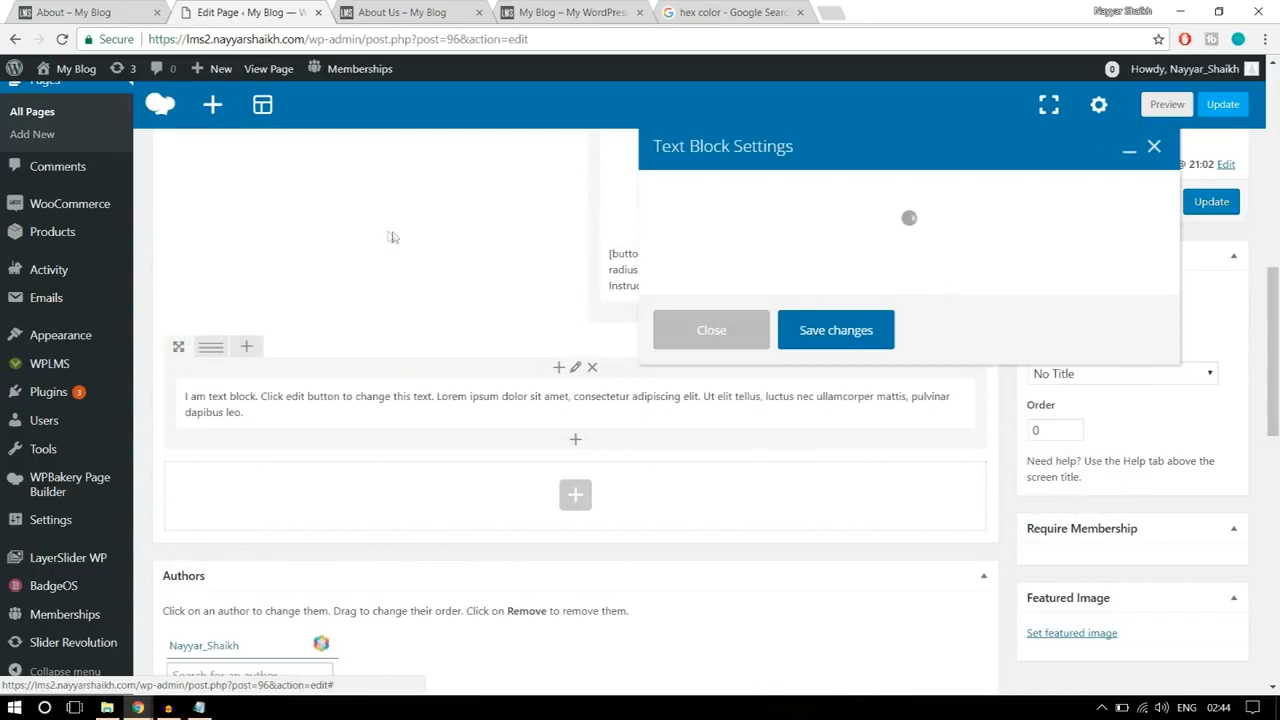 About – My Blog
Edit Page ‹ My Blog — W
About Us – My Blog
My Blog – My WordPress
hex color - Google Sear
Nayyar Shaikh
Secure
https://lms2.nayyarshaikh.com/wp-admin/post.php?post=96&action=edit
My Blog
3
0
New
View Page
Memberships
0
Howdy, Nayyar_Shaikh
Pages
All Pages
Add New
Comments
WooCommerce
Products
Activity
Emails
Appearance
WPLMS
Plugins 3
Users
Tools
WPBakery Page
Builder
Settings
LayerSlider WP
BadgeOS
Memberships
Slider Revolution
Collapse menu
Preview
Update
Text Block Settings
Close
Save changes
[butto
radius
Instruc
I am text block. Click edit button to change this text. Lorem ipsum dolor sit amet, consectetur adipiscing elit. Ut elit tellus, luctus nec ullamcorper mattis, pulvinar
dapibus leo.
Authors
Click on an author to change them. Drag to change their order. Click on Remove to remove them.
Nayyar_Shaikh
Search for an author
@ 21:02 Edit
Update
No Title
Order
0
Need help? Use the Help tab above the
screen title.
Require Membership
Featured Image
Set featured image
https://lms2.nayyarshaikh.com/wp-admin/post.php?post=96&action=edit#
ENG
02:44